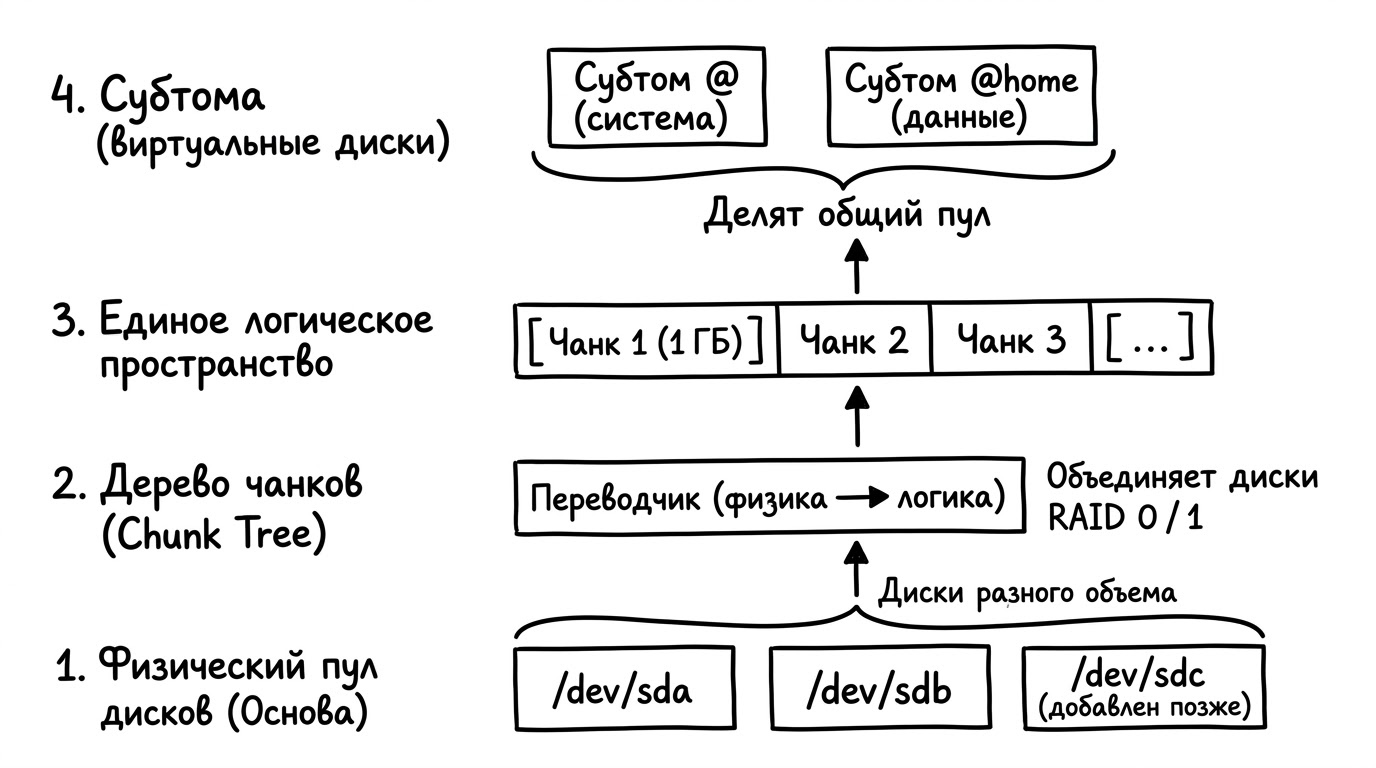 4. Субтома
(виртуальные диски)
Субтом @
(система)
Субтом @home
(данные)
Делят общий пул
3. Единое логическое
пространство
[ Чанк 1 (1 ГБ) ]
Чанк 2
Чанк 3
[ ... ]
2. Дерево чанков
(Chunk Tree)
Переводчик (физика → логика)
Объединяет диски
RAID 0 / 1
Диски разного объема
1. Физический пул
дисков (Основа)
/dev/sda
/dev/sdb
/dev/sdc
(добавлен позже)